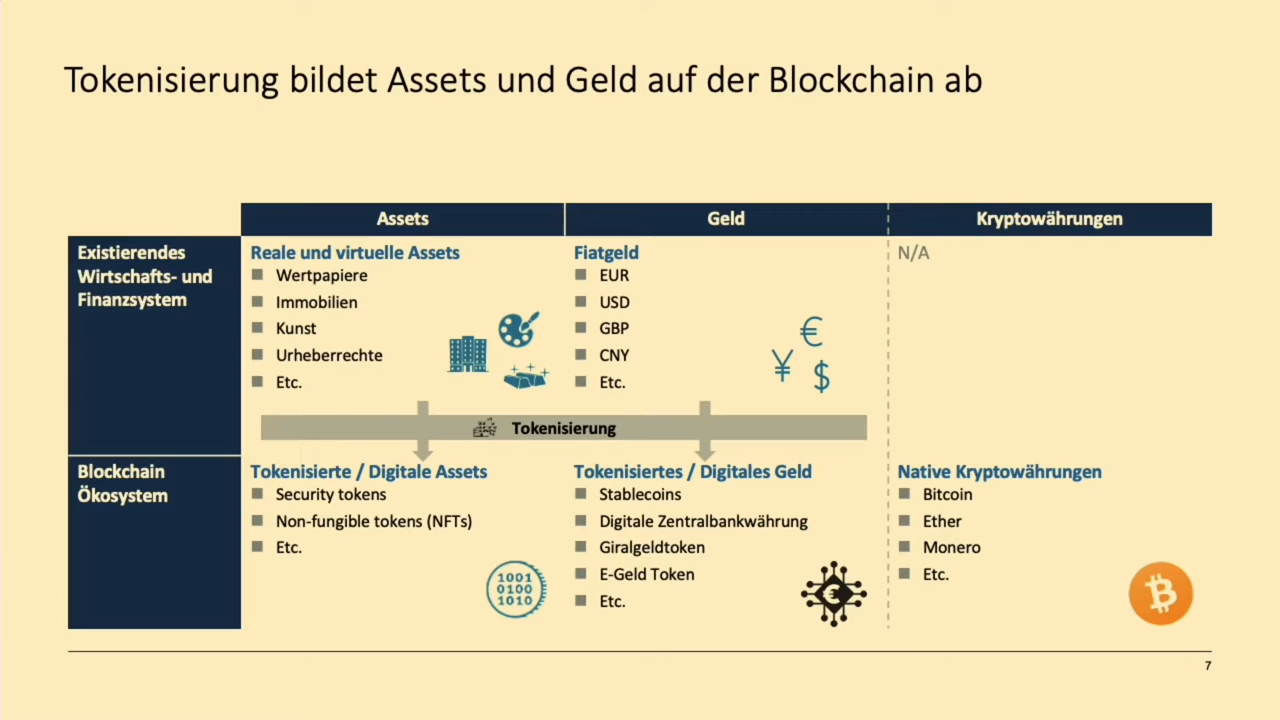 Tokenisierung bildet Assets und Geld auf der Blockchain ab
Assets
Geld
Kryptowährungen
Existierendes
Wirtschafts- und
Finanzsystem
Reale und virtuelle Assets
Wertpapiere
Immobilien
Kunst
Urheberrechte
Etc.
Fiatgeld
EUR
USD
GBP
CNY
Etc.
€
¥
$
N/A
Tokenisierung
Blockchain
Ökosystem
Tokenisierte / Digitale Assets
Security tokens
Non-fungible tokens (NFTs)
Etc.
1001
0100
1010
Tokenisiertes / Digitales Geld
Stablecoins
Digitale Zentralbankwährung
Giralgeldtoken
E-Geld Token
Etc.
€
Native Kryptowährungen
Bitcoin
Ether
Monero
Etc.
₿
7